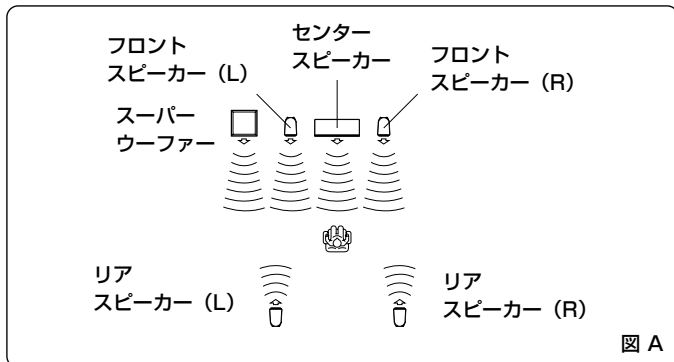 フロント
スピーカー（L）
センター
スピーカー
フロント
スピーカー（R）
スーパー
ウーファー
リア
スピーカー（L）
リア
スピーカー（R）
図 A